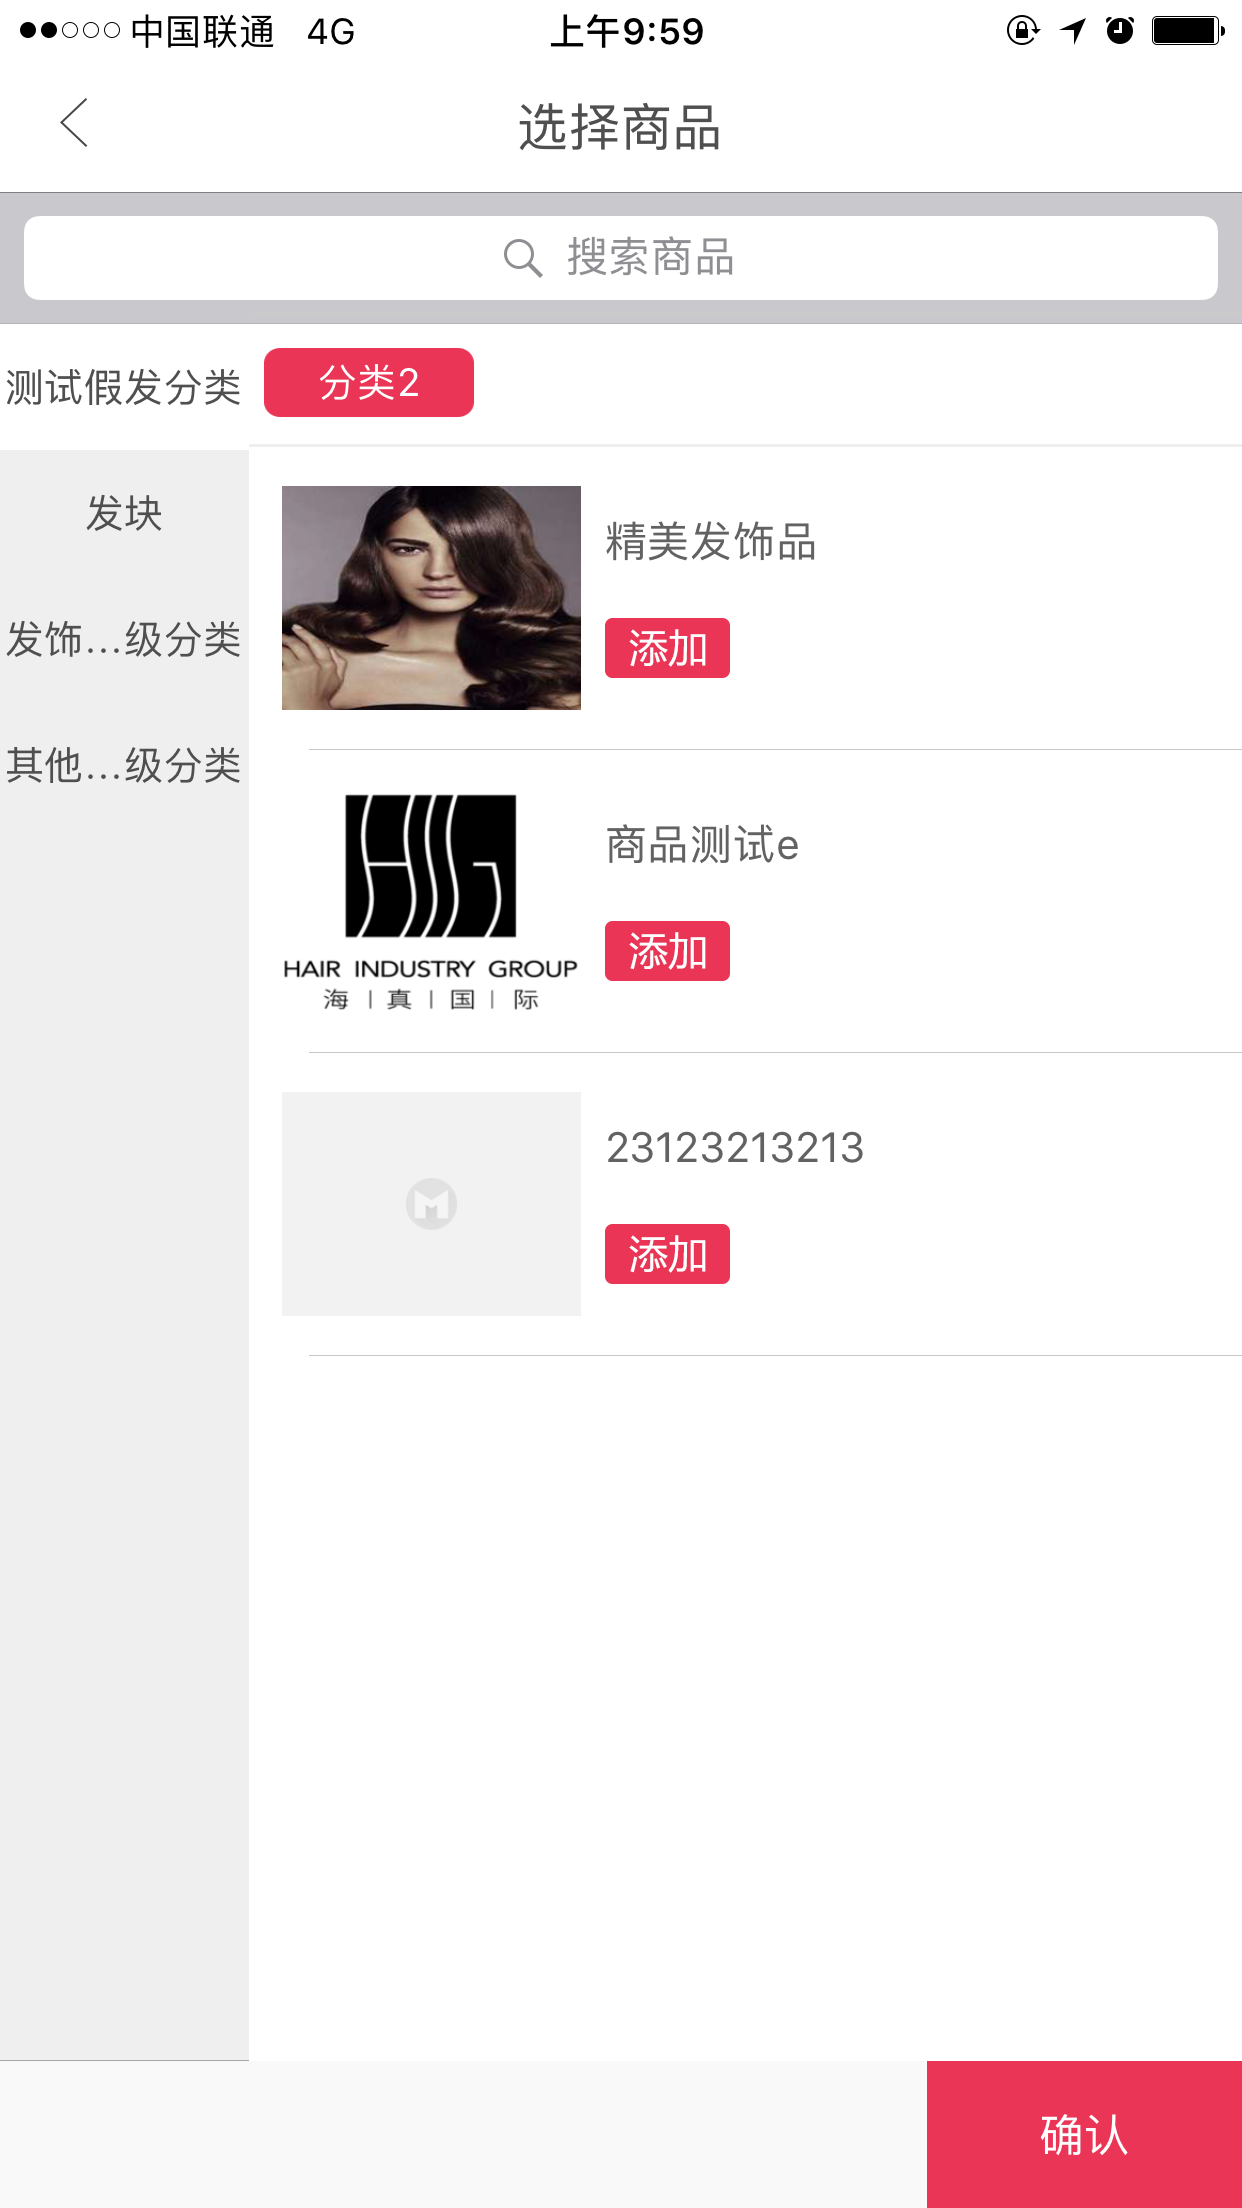 中国联通 4G 上午9:59
选择商品
搜索商品
测试假发分类
发块
发饰...级分类
其他...级分类
分类2
精美发饰品
添加
HAIR INDUSTRY GROUP
海|真|国|际
商品测试e
添加
23123213213
添加
确认